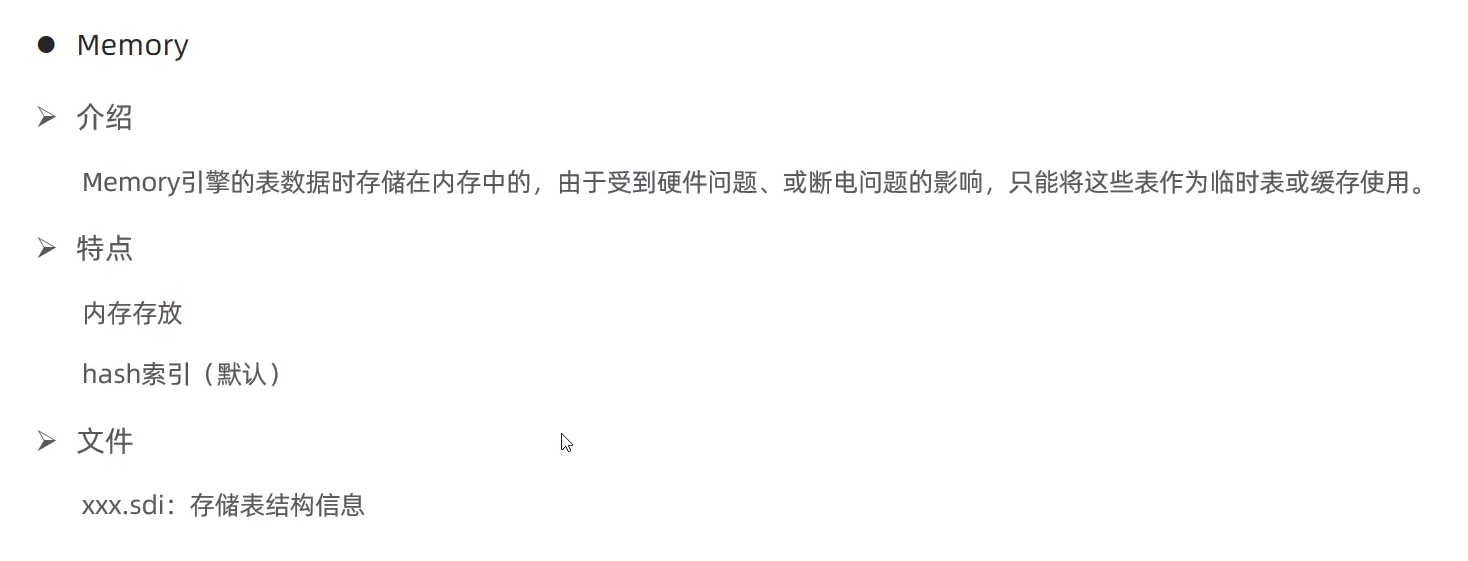 ● Memory
➢ 介绍
Memory引擎的表数据时存储在内存中的，由于受到硬件问题、或断电问题的影响，只能将这些表作为临时表或缓存使用。
➢ 特点
内存存放
hash索引（默认）
➢ 文件
xxx.sdi：存储表结构信息